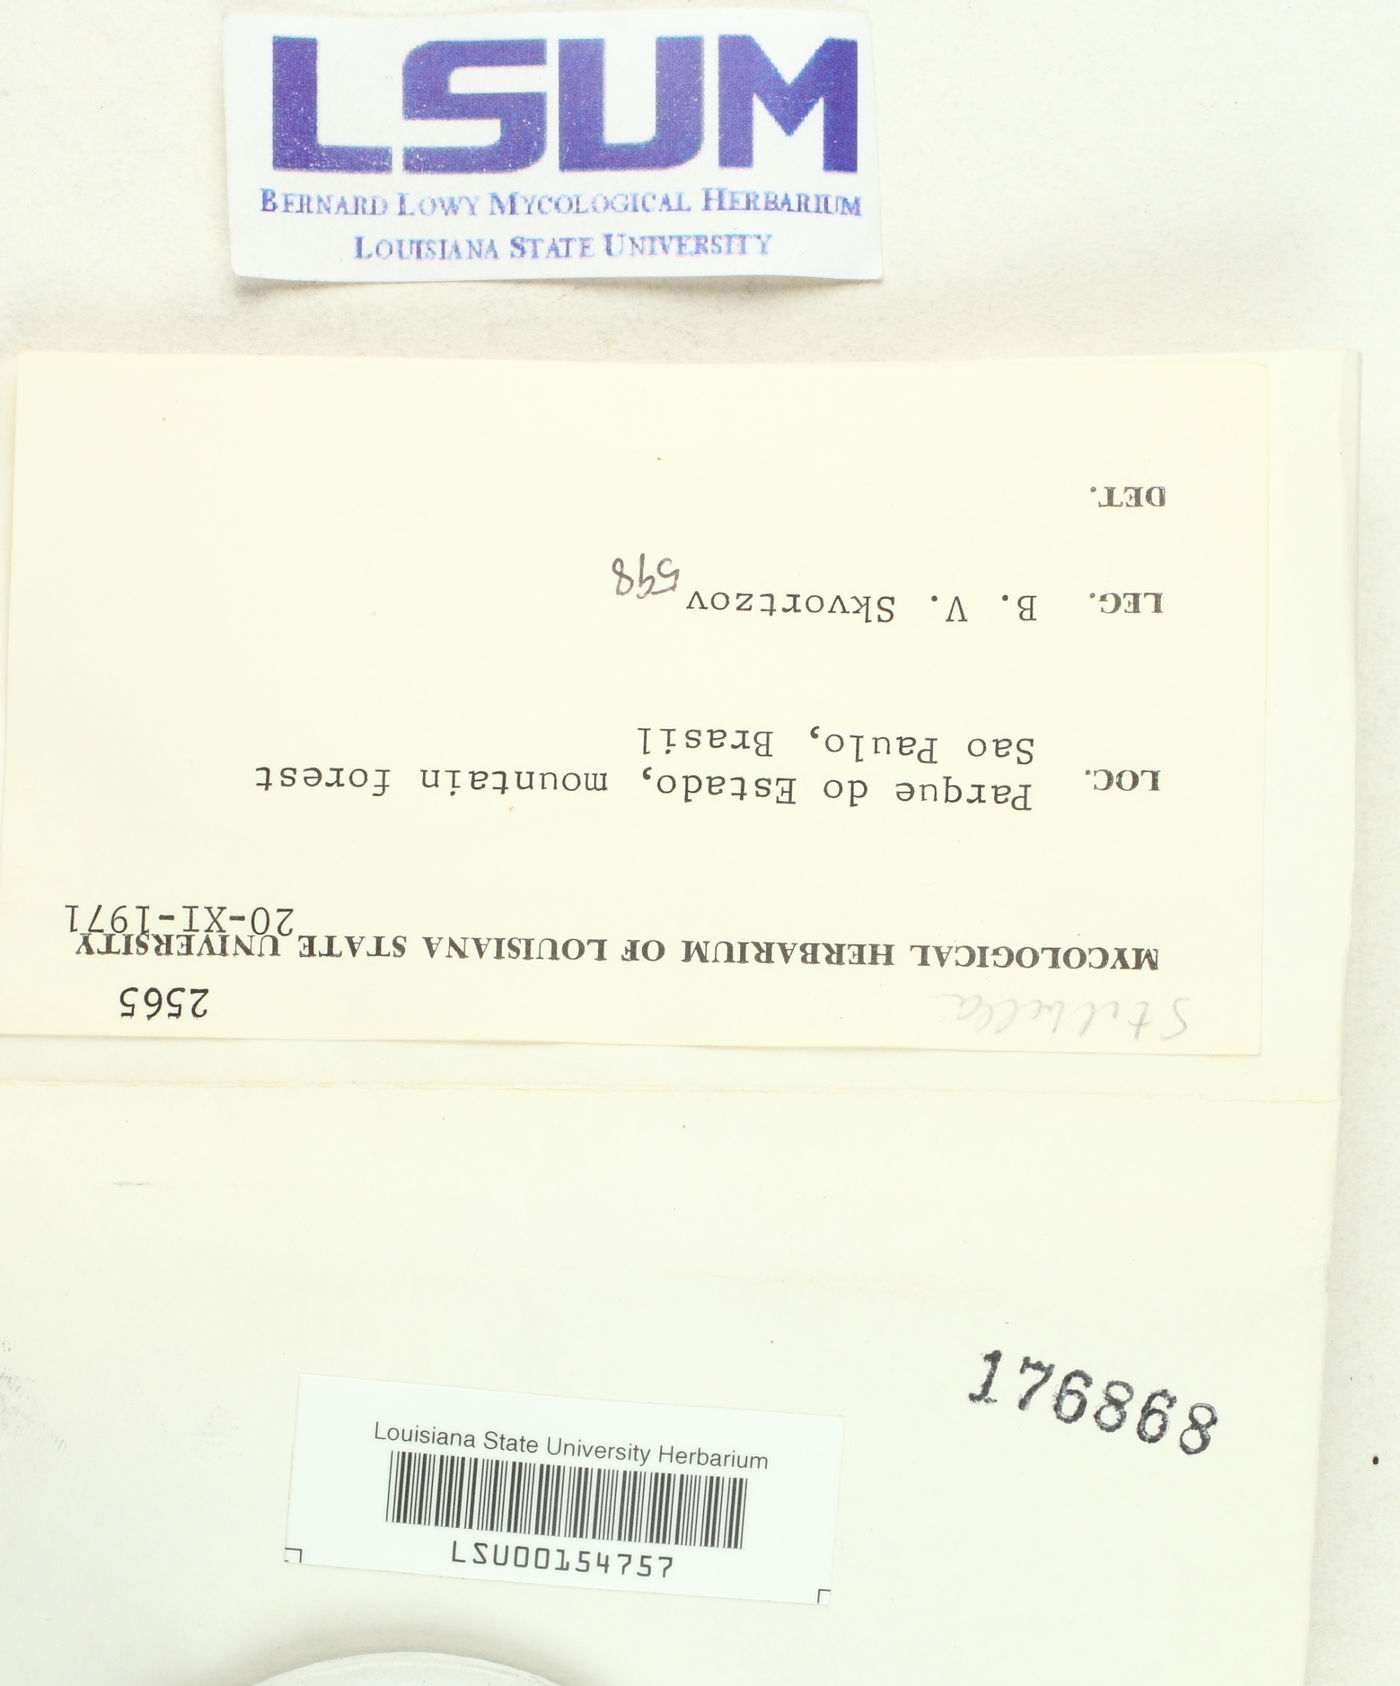 LSUM
BERNARD LOWY MYCOLOGICAL HERBARIUM
LOUISIANA STATE UNIVERSITY
Stilbella
2565
MYCOLOGICAL HERBARIUM OF LOUISIANA STATE UNIVERSITY
20-XI-1971
LOC. Parque do Estado, mountain forest
Sao Paulo, Brasil
LEG. B. V. Skvortzov 598
DET.
176868
Louisiana State University Herbarium
LSU00154757